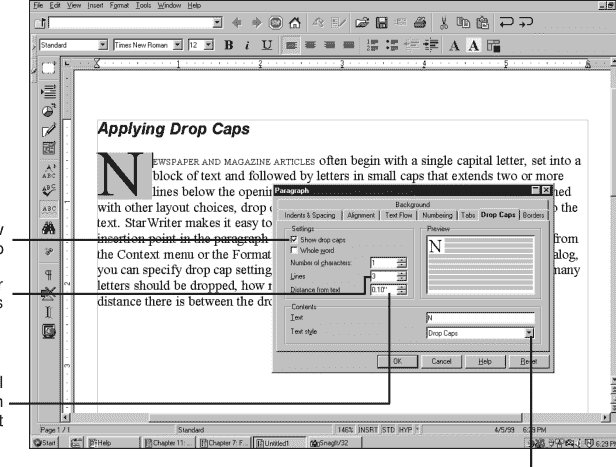 File Edit View Insert Format Tools Window Help
Standard Times New Roman 12 B i U A A
Applying Drop Caps
NEWSPAPER AND MAGAZINE ARTICLES often begin with a single capital letter, set into a
block of text and followed by letters in small caps that extends two or more
lines below the openin
with other layout choices, drop
text. StarWriter makes it easy to
insertion point in the paragraph
the Context menu or the Format
you can specify drop cap setting
letters should be dropped, how
distance there is between the dro
hed
the
from
alog,
many
Paragraph
Background
Indents & Spacing Alignment Text Flow Numbering Tabs Drop Caps Borders
Settings
Show drop caps
Whole word
Number of characters: 1
Lines 3
Distance from text 0.10"
Preview
N
Contents
Text N
Text style Drop Caps
OK Cancel Help Reset
Page 1 / 1 Standard 146% INSRT STD HYP * 4/5/99 6:29 PM
Start Help Chapter 11: ... Chapter 7: F... Untitled1 SnagIt/32 6:29 PM